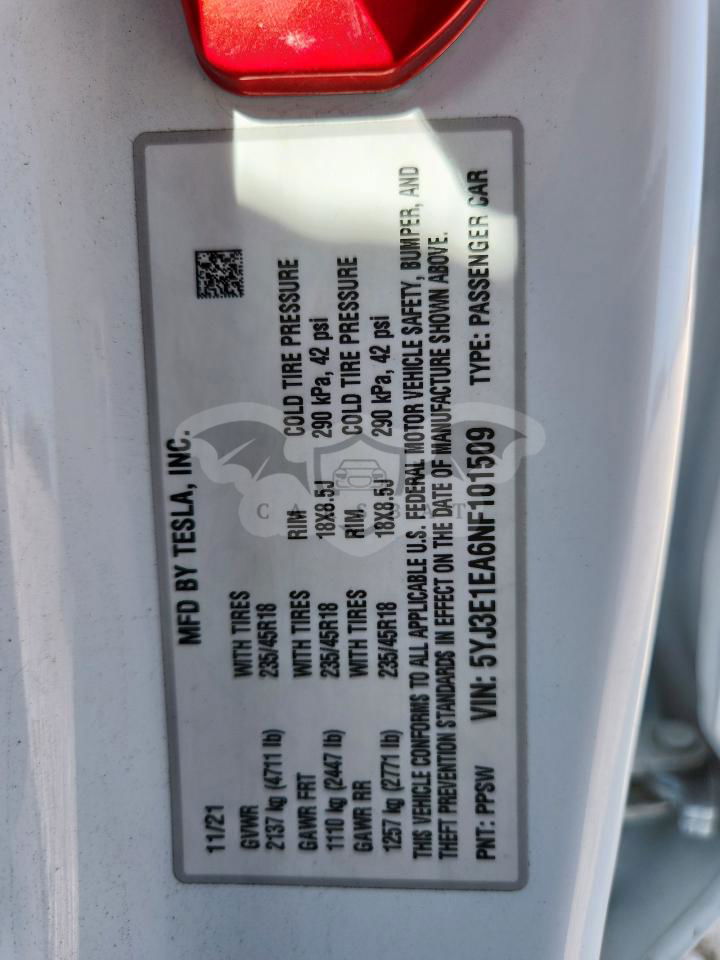 MFD BY TESLA, INC.
11/21
GVWR WITH TIRES RIM COLD TIRE PRESSURE
2137 kg (4711 lb) 235/45R18 18X8.5J 290 kPa, 42 psi
GAWR FRT WITH TIRES RIM COLD TIRE PRESSURE
1110 kg (2447 lb) 235/45R18 18X8.5J 290 kPa, 42 psi
GAWR RR WITH TIRES
1257 kg (2771 lb) 235/45R18
THIS VEHICLE CONFORMS TO ALL APPLICABLE U.S. FEDERAL MOTOR VEHICLE SAFETY, BUMPER, AND
THEFT PREVENTION STANDARDS IN EFFECT ON THE DATE OF MANUFACTURE SHOWN ABOVE.
PNT: PPSW VIN: 5YJ3E1EA6NF101509 TYPE: PASSENGER CAR